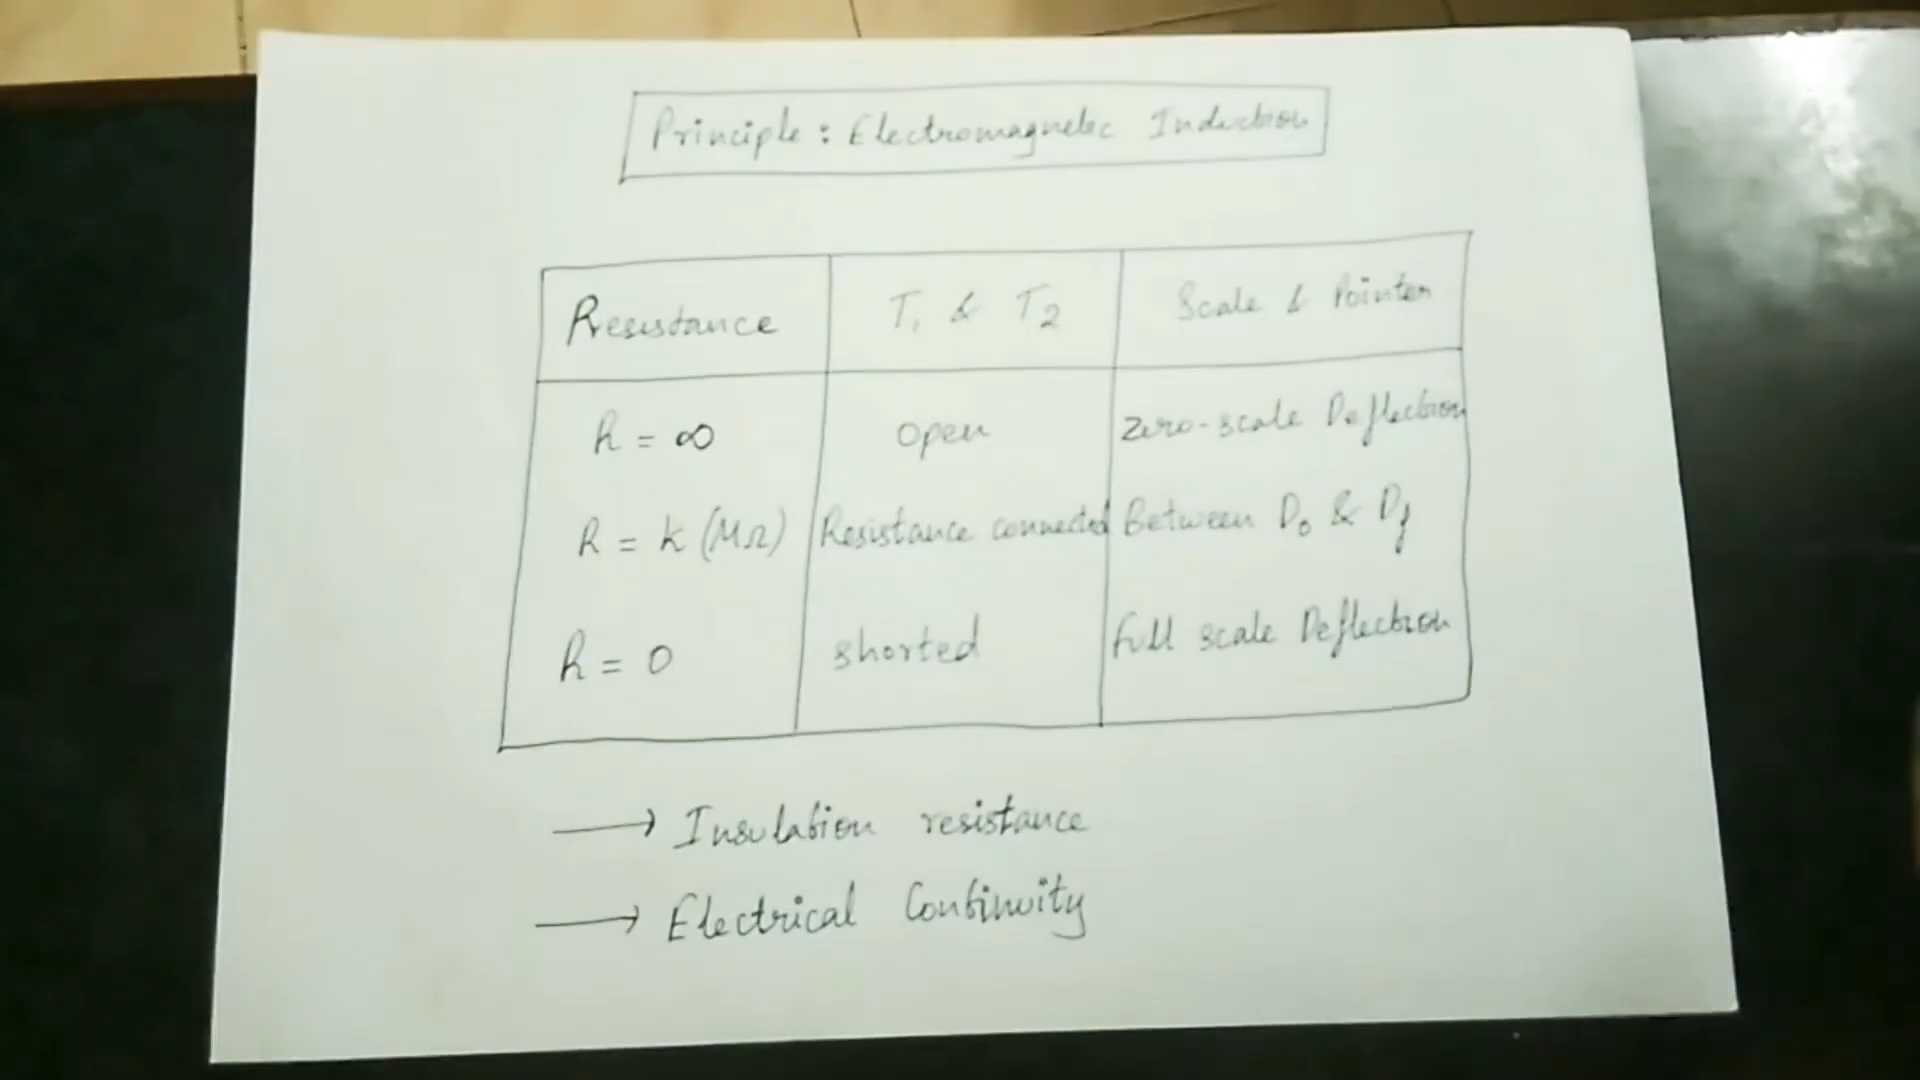 Principle : Electromagnetic Induction
Resistance T1 & T2 Scale & Pointer
R = ∞ open Zero-scale Deflection
R = k (MΩ) Resistance connected Between Do & Df
R = 0 shorted full scale Deflection
→ Insulation resistance
→ Electrical Continuity